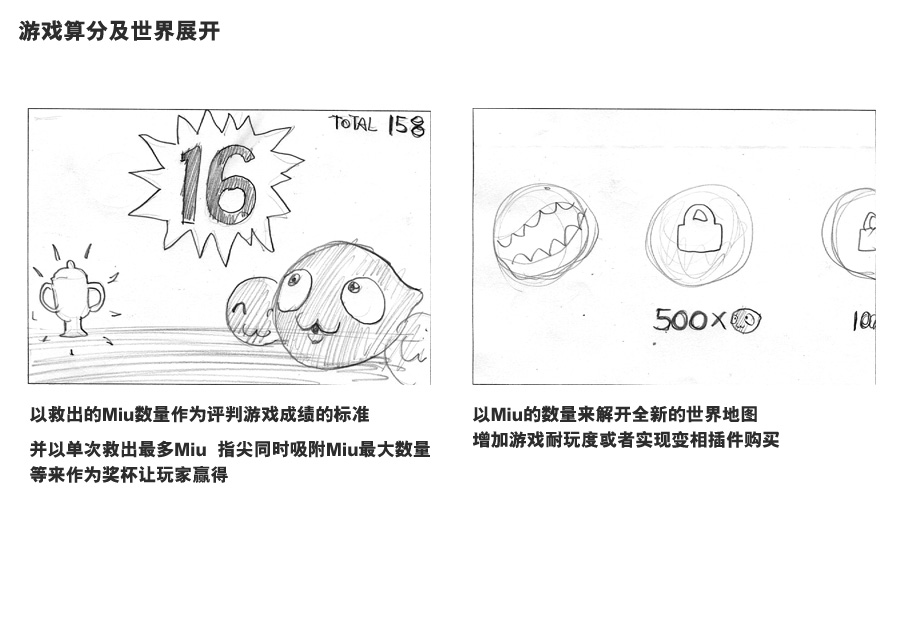 游戏算分及世界展开
TOTAL 158
16
以救出的Miu数量作为评判游戏成绩的标准
并以单次救出最多Miu 指尖同时吸附Miu最大数量
等来作为奖杯让玩家赢得
500X
以Miu的数量来解开全新的世界地图
增加游戏耐玩度或者实现变相插件购买